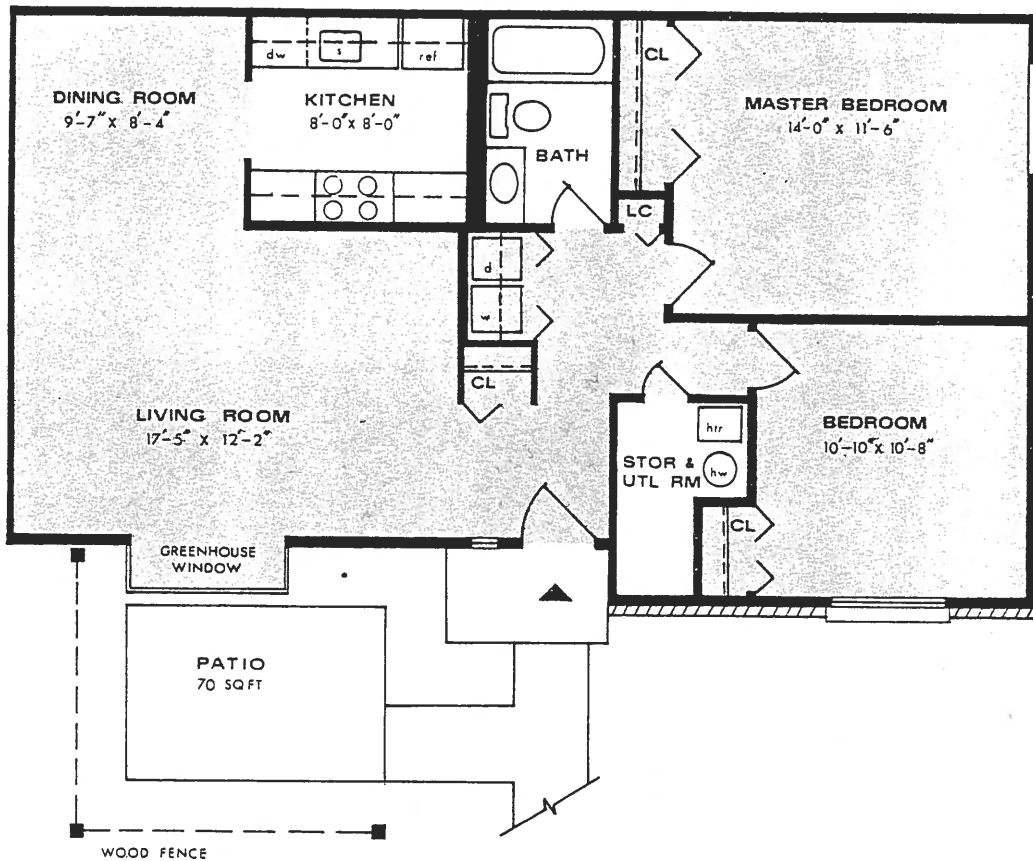 dw
s
ref
DINING ROOM
9'-7" x 8'-4"
KITCHEN
8'-0" x 8'-0"
BATH
CL
MASTER BEDROOM
14'-0" x 11'-6"
LC
d
w
CL
LIVING ROOM
17'-5" x 12'-2"
BEDROOM
10'-10" x 10'-8"
htr
hw
STOR &
UTL RM
CL
GREENHOUSE
WINDOW
PATIO
70 SQ FT
WOOD FENCE